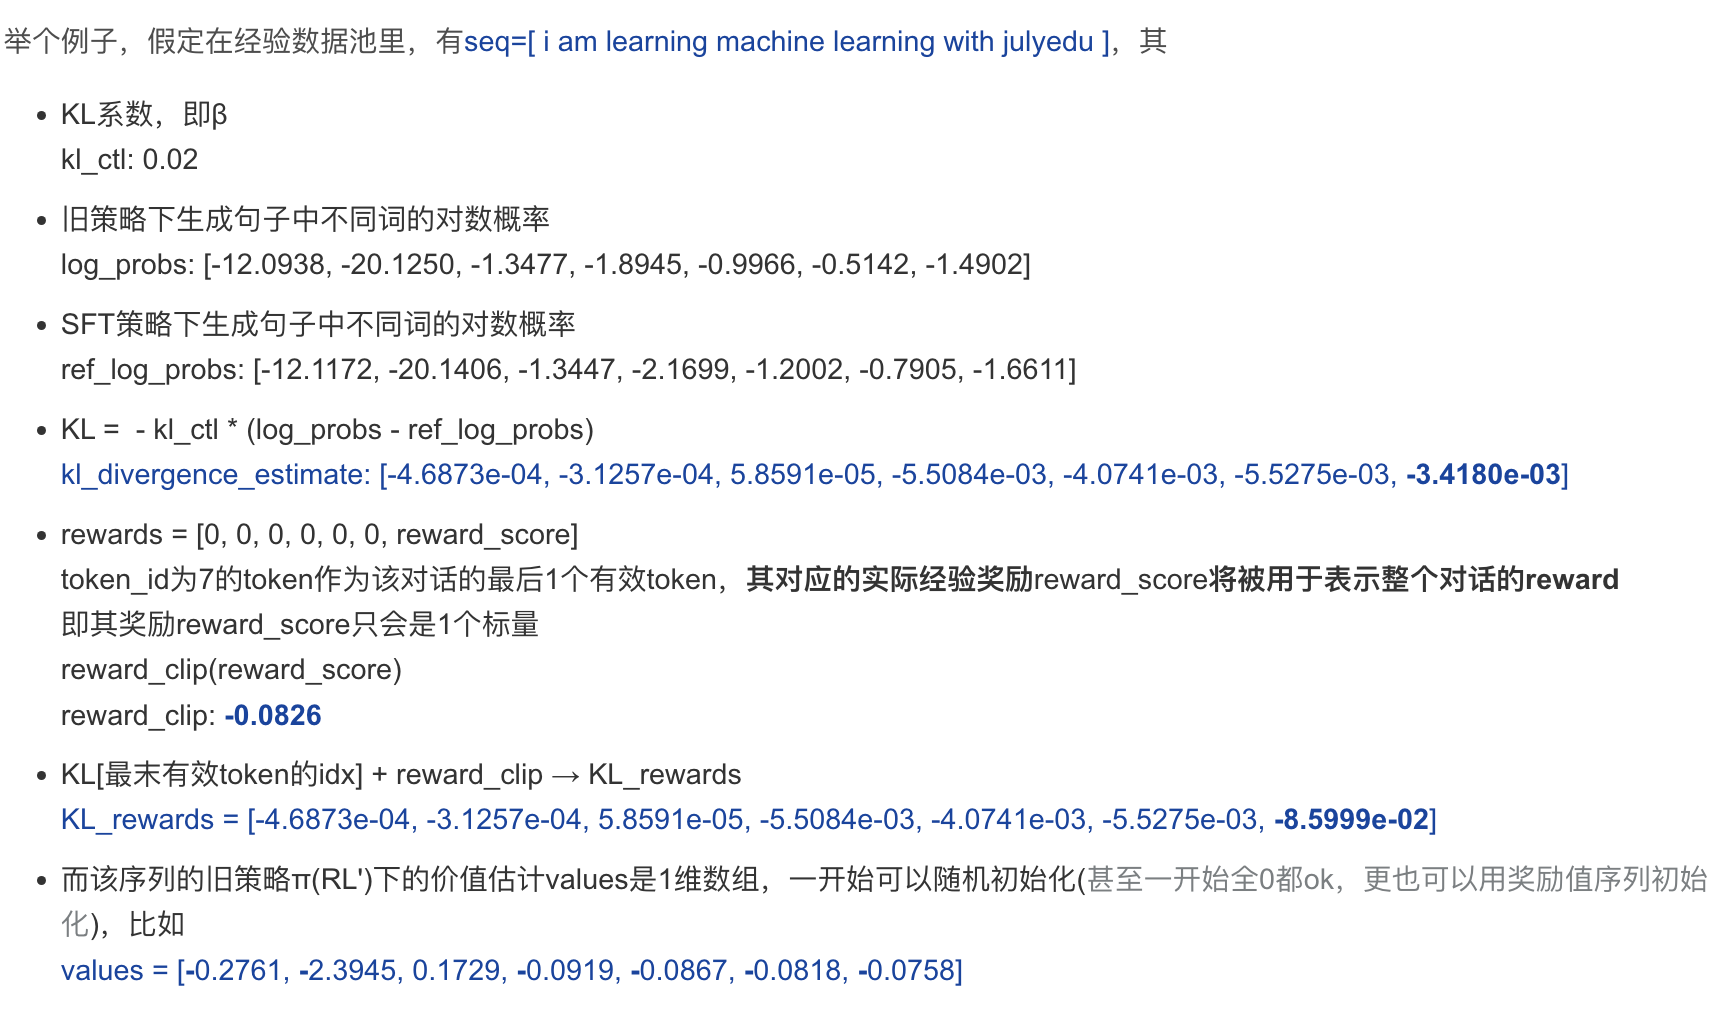 举个例子，假定在经验数据池里，有seq=[ i am learning machine learning with julyedu ]，其
• KL系数，即β
kl_ctl: 0.02
• 旧策略下生成句子中不同词的对数概率
log_probs: [-12.0938, -20.1250, -1.3477, -1.8945, -0.9966, -0.5142, -1.4902]
• SFT策略下生成句子中不同词的对数概率
ref_log_probs: [-12.1172, -20.1406, -1.3447, -2.1699, -1.2002, -0.7905, -1.6611]
• KL = - kl_ctl * (log_probs - ref_log_probs)
kl_divergence_estimate: [-4.6873e-04, -3.1257e-04, 5.8591e-05, -5.5084e-03, -4.0741e-03, -5.5275e-03, -3.4180e-03]
• rewards = [0, 0, 0, 0, 0, 0, reward_score]
token_id为7的token作为该对话的最后1个有效token，其对应的实际经验奖励reward_score将被用于表示整个对话的reward
即其奖励reward_score只会是1个标量
reward_clip(reward_score)
reward_clip: -0.0826
• KL[最末有效token的idx] + reward_clip → KL_rewards
KL_rewards = [-4.6873e-04, -3.1257e-04, 5.8591e-05, -5.5084e-03, -4.0741e-03, -5.5275e-03, -8.5999e-02]
• 而该序列的旧策略π(RL')下的价值估计values是1维数组，一开始可以随机初始化(甚至一开始全0都ok，更也可以用奖励值序列初始
化)，比如
values = [-0.2761, -2.3945, 0.1729, -0.0919, -0.0867, -0.0818, -0.0758]